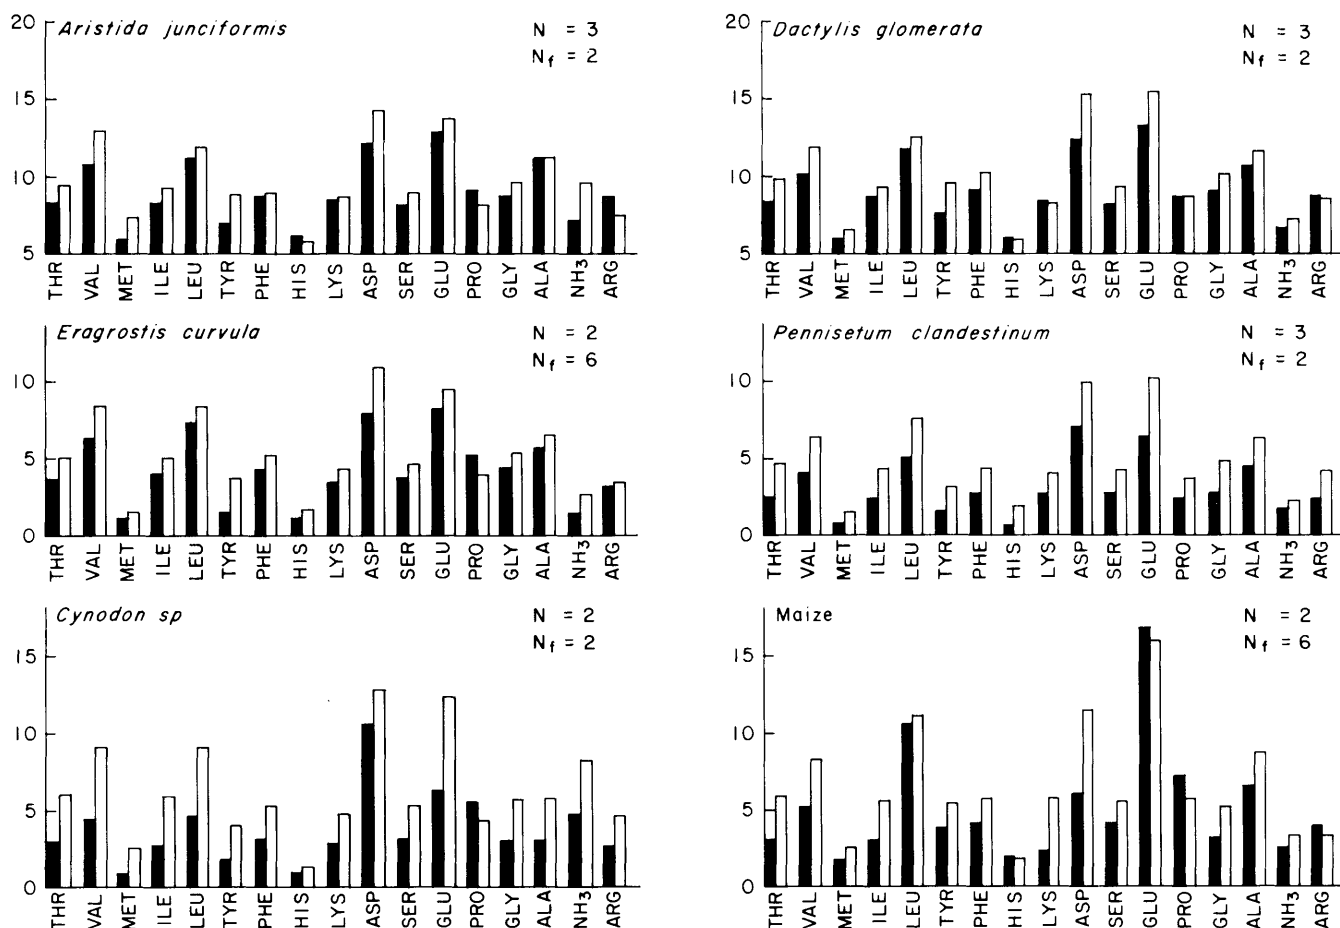 Aristida junciformis
N = 3
Nf = 2
20
15
10
5
THR VAL MET ILE LEU TYR PHE HIS LYS ASP SER GLU PRO GLY ALA NH3 ARG
Dactylis glomerata
N = 3
Nf = 2
20
15
10
5
THR VAL MET ILE LEU TYR PHE HIS LYS ASP SER GLU PRO GLY ALA NH3 ARG
Eragrostis curvula
N = 2
Nf = 6
10
5
0
THR VAL MET ILE LEU TYR PHE HIS LYS ASP SER GLU PRO GLY ALA NH3 ARG
Pennisetum clandestinum
N = 3
Nf = 2
10
5
0
THR VAL MET ILE LEU TYR PHE HIS LYS ASP SER GLU PRO GLY ALA NH3 ARG
Cynodon sp
N = 2
Nf = 2
15
10
5
0
THR VAL MET ILE LEU TYR PHE HIS LYS ASP SER GLU PRO GLY ALA NH3 ARG
Maize
N = 2
Nf = 6
15
10
5
0
THR VAL MET ILE LEU TYR PHE HIS LYS ASP SER GLU PRO GLY ALA NH3 ARG